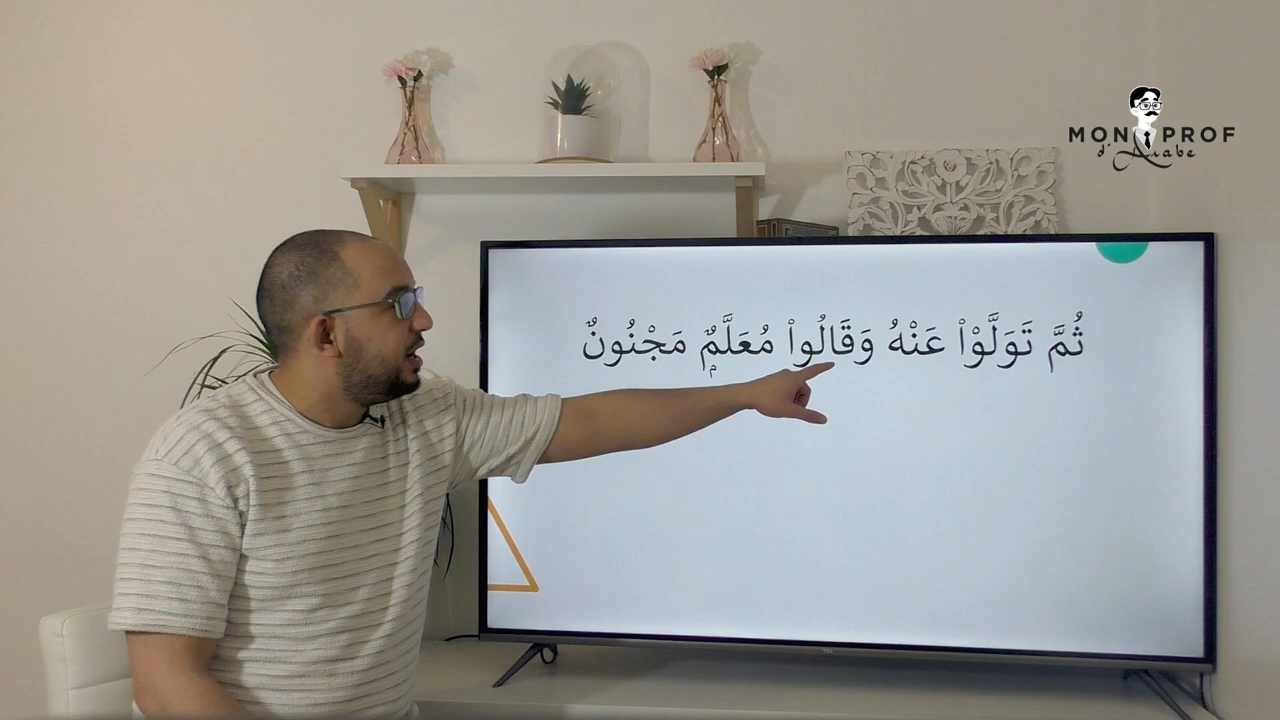 MON PROF
d'Arabe
ثُمَّ تَوَلَّوْا۟ عَنْهُ وَقَالُوا۟ مُعَلَّمٌۭ مَجْنُونٌ